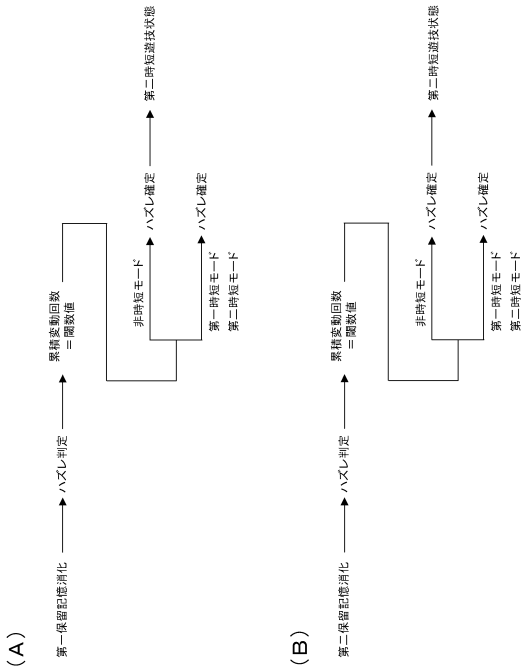 (A)
第一保留記憶消化
ハズレ判定
累積変動回数
＝閾数値
非時短モード
ハズレ確定
第二時短遊技状態
第一時短モード
第二時短モード
ハズレ確定
(B)
第二保留記憶消化
ハズレ判定
累積変動回数
＝閾数値
非時短モード
ハズレ確定
第二時短遊技状態
第一時短モード
第二時短モード
ハズレ確定